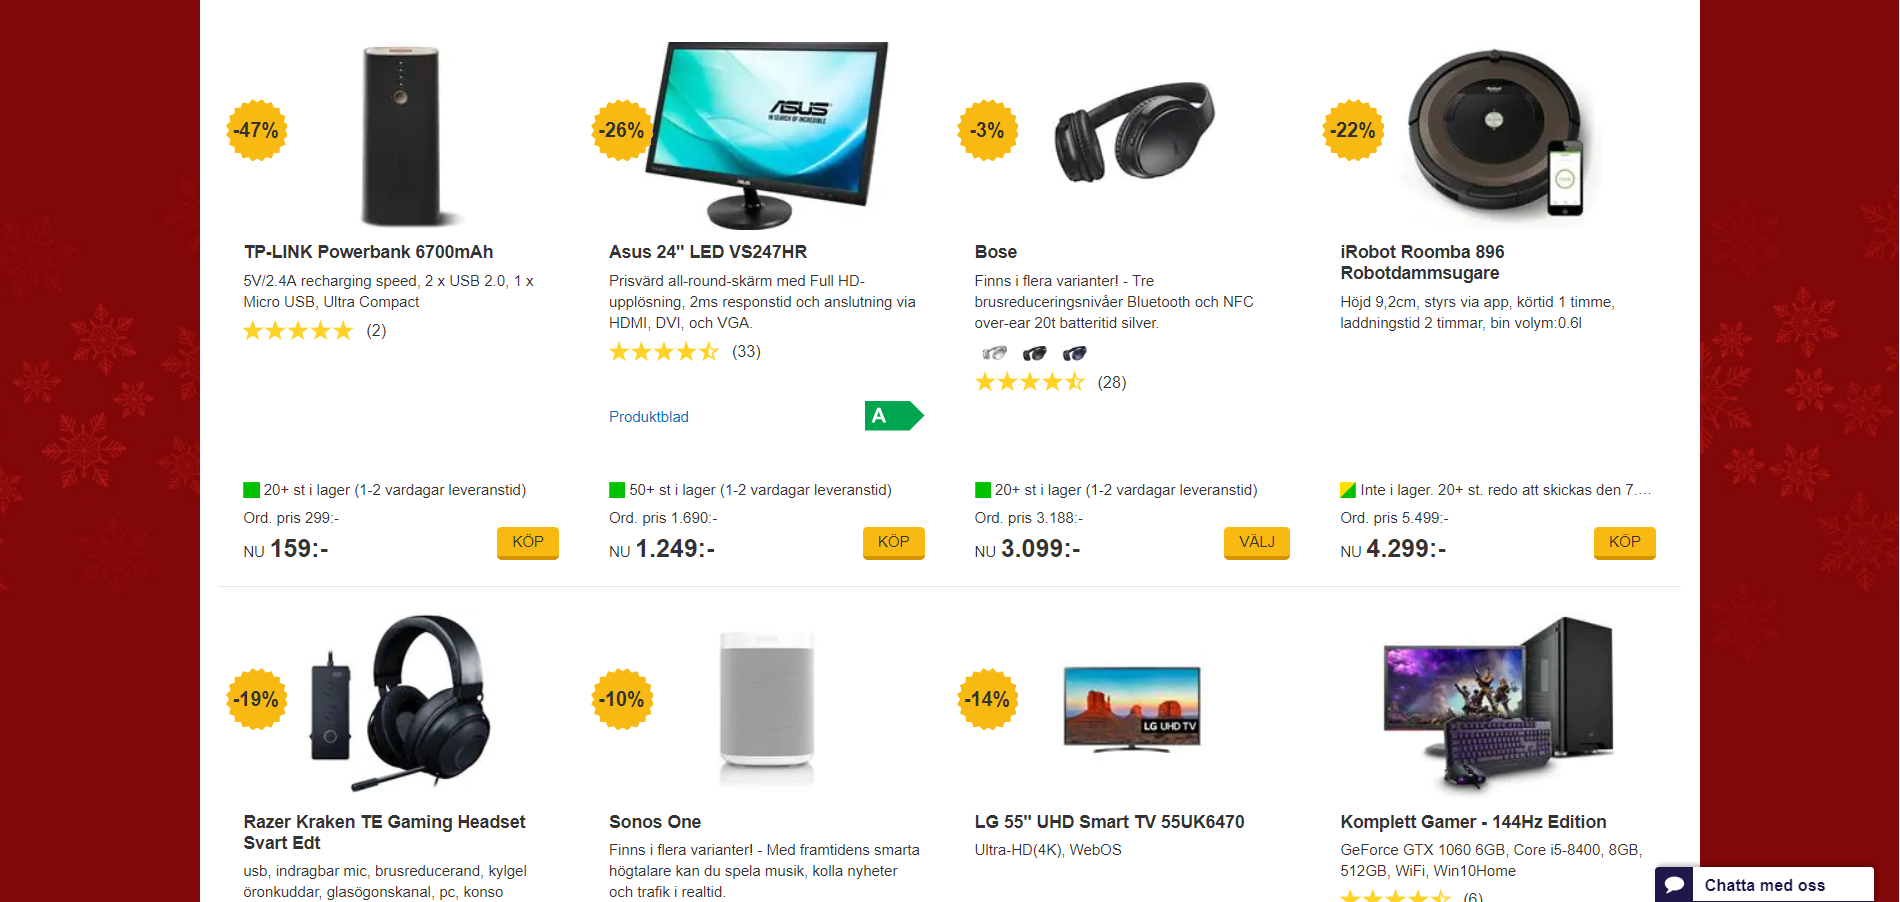 -47%
-26%
ASUS
IN SEARCH OF INCREDIBLE
ASUS
-3%
-22%
TP-LINK Powerbank 6700mAh
5V/2.4A recharging speed, 2 x USB 2.0, 1 x
Micro USB, Ultra Compact
(2)
Asus 24" LED VS247HR
Prisvärd all-round-skärm med Full HD-
upplösning, 2ms responstid och anslutning via
HDMI, DVI, och VGA.
(33)
Produktblad
A
Bose
Finns i flera varianter! - Tre
brusreduceringsnivåer Bluetooth och NFC
over-ear 20t batteritid silver.
(28)
iRobot Roomba 896
Robotdammsugare
Höjd 9,2cm, styrs via app, körtid 1 timme,
laddningstid 2 timmar, bin volym:0.6l
20+ st i lager (1-2 vardagar leveranstid)
Ord. pris 299:-
NU 159:-
KÖP
50+ st i lager (1-2 vardagar leveranstid)
Ord. pris 1.690:-
NU 1.249:-
KÖP
20+ st i lager (1-2 vardagar leveranstid)
Ord. pris 3.188:-
NU 3.099:-
VÄLJ
Inte i lager. 20+ st. redo att skickas den 7....
Ord. pris 5.499:-
NU 4.299:-
KÖP
-19%
-10%
-14%
LG UHD TV
Razer Kraken TE Gaming Headset
Svart Edt
usb, indragbar mic, brusreducerand, kylgel
öronkuddar, glasögonskanal, pc, konso
Sonos One
Finns i flera varianter! - Med framtidens smarta
högtalare kan du spela musik, kolla nyheter
och trafik i realtid.
LG 55" UHD Smart TV 55UK6470
Ultra-HD(4K), WebOS
Komplett Gamer - 144Hz Edition
GeForce GTX 1060 6GB, Core i5-8400, 8GB,
512GB, WiFi, Win10Home
(6)
Chatta med oss